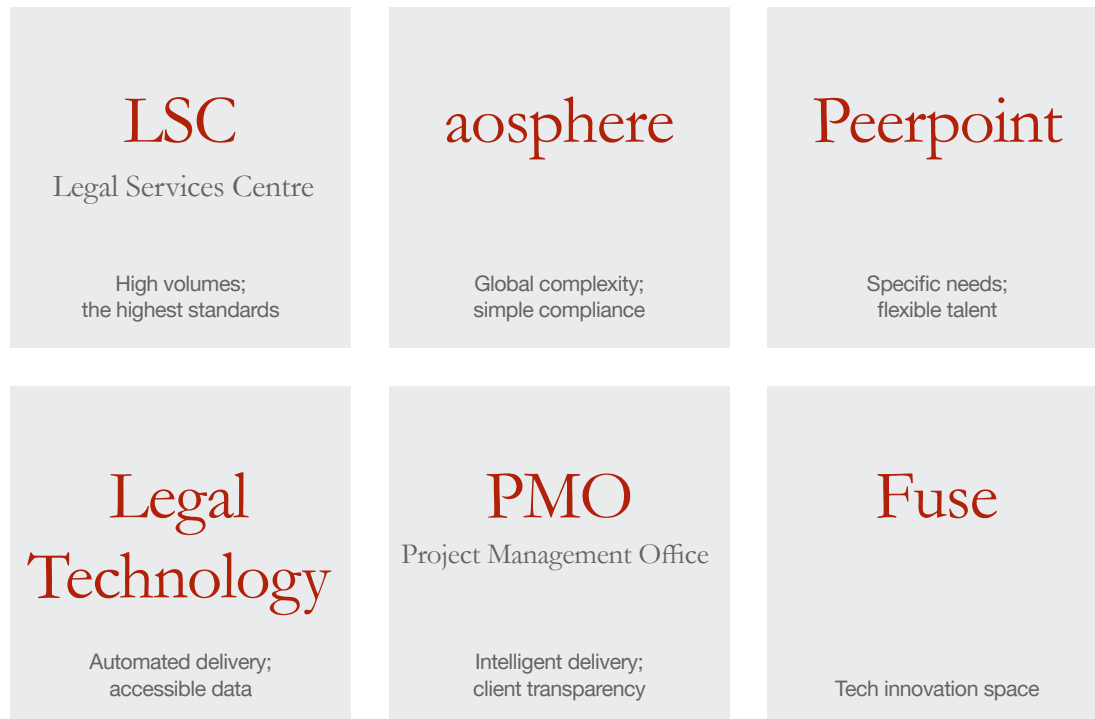 LSC
Legal Services Centre
High volumes;
the highest standards
aosphere
Global complexity;
simple compliance
Peerpoint
Specific needs;
flexible talent
Legal
Technology
Automated delivery;
accessible data
PMO
Project Management Office
Intelligent delivery;
client transparency
Fuse
Tech innovation space